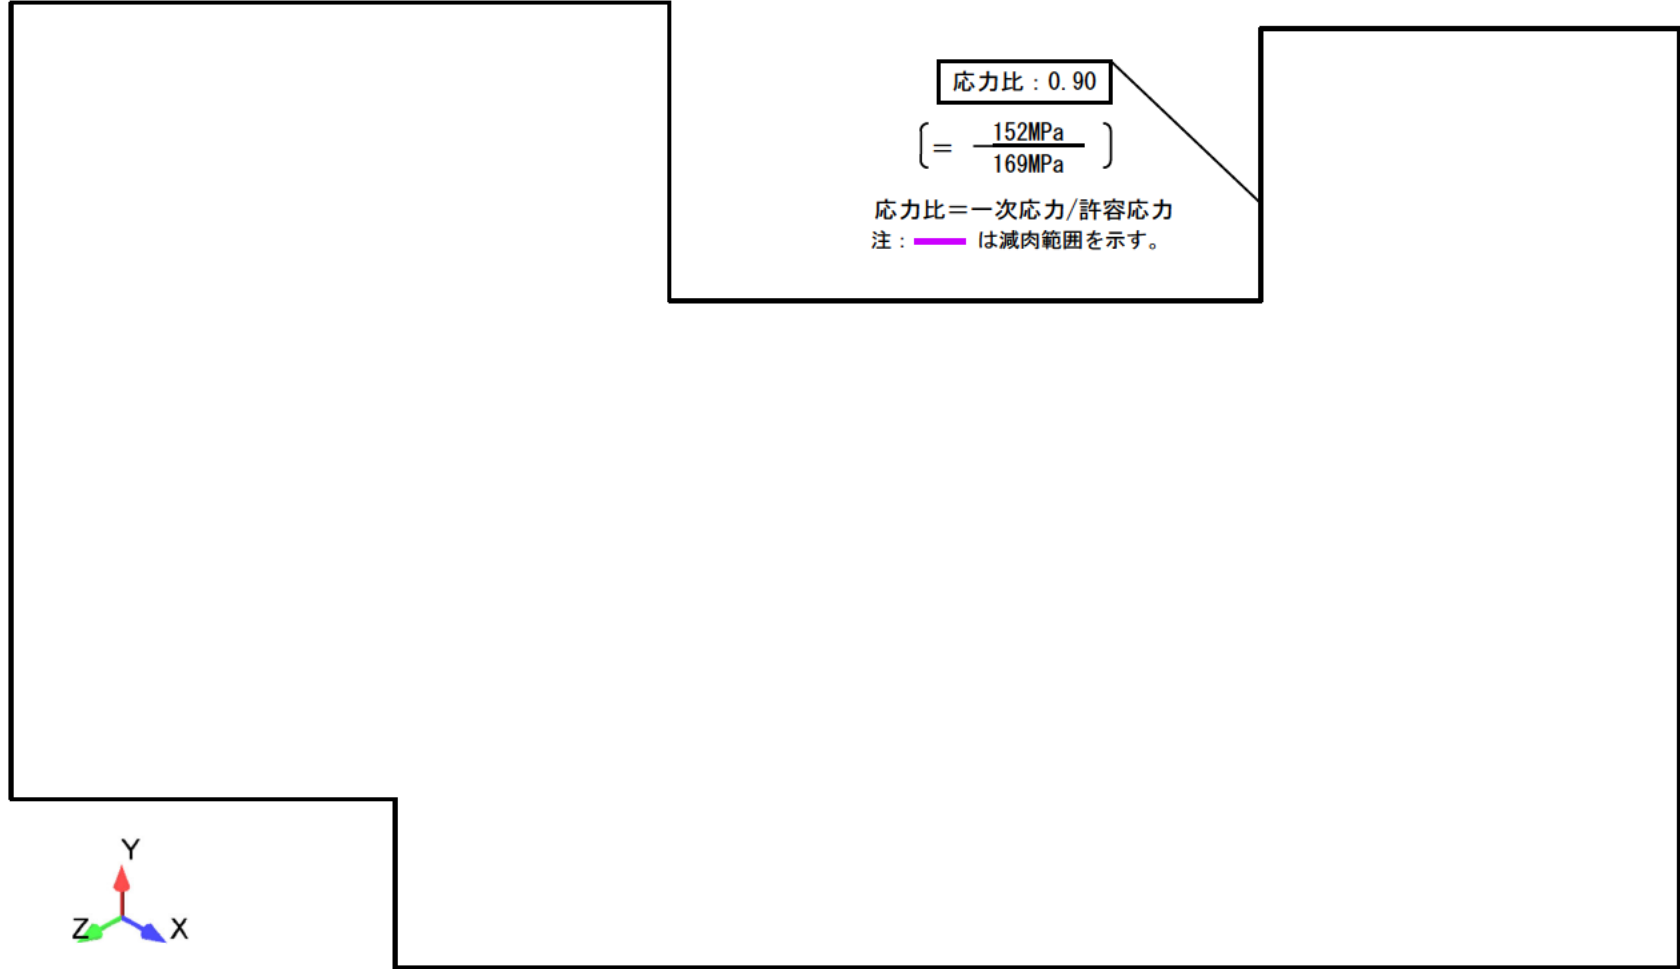 応力比：0.90
〔＝ 152MPa
169MPa 〕
応力比＝一次応力/許容応力
注： は減肉範囲を示す。
Y
Z X